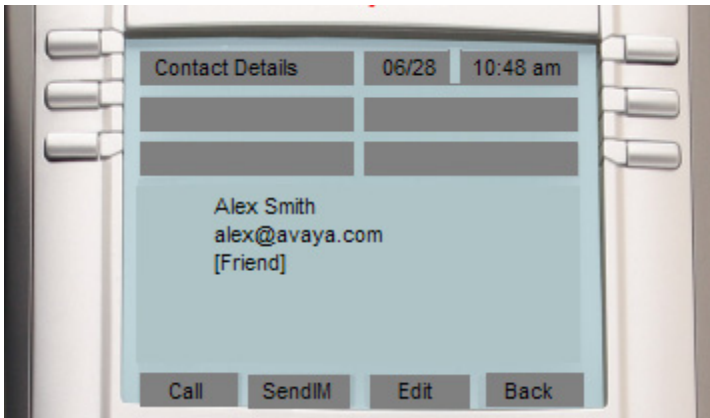 Contact Details 06/28 10:48 am
Alex Smith
alex@avaya.com
[Friend]
Call SendIM Edit Back